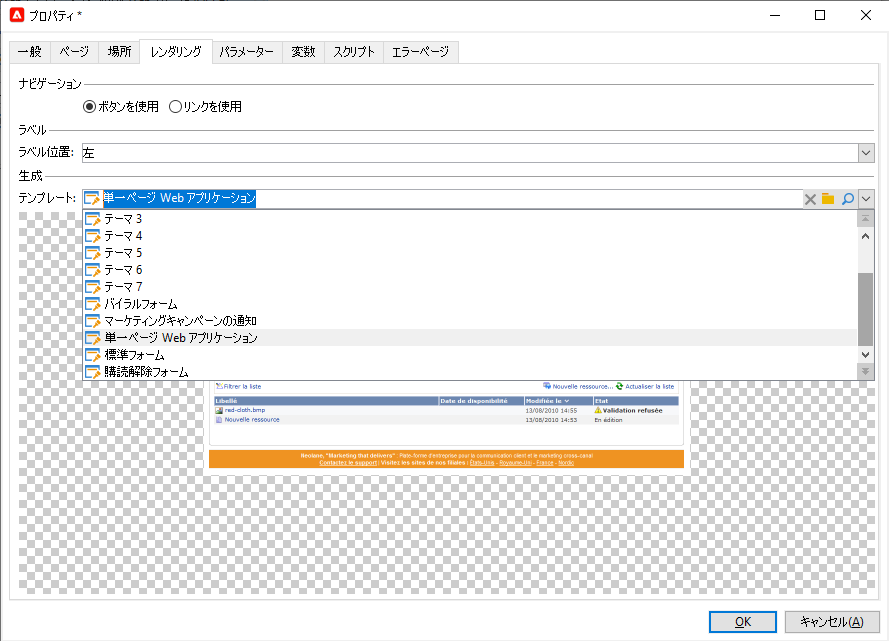 プロパティ *
一般 ページ 場所 レンダリング パラメーター 変数 スクリプト エラーページ
ナビゲーション
ボタンを使用 リンクを使用
ラベル
ラベル位置: 左
生成
テンプレート: 単一ページ Web アプリケーション
テーマ 3
テーマ 4
テーマ 5
テーマ 6
テーマ 7
バイラルフォーム
マーケティングキャンペーンの通知
単一ページ Web アプリケーション
標準フォーム
購読解除フォーム
Filtrer la liste Nouvelle ressource... Actualiser la liste
Libellé Date de disponibilité Modifiée le Etat
red-cloth.bmp 13/08/2010 14:55 Validation refusée
Nouvelle ressource 13/08/2010 14:53 En édition
Neolane, "Marketing that delivers" : Plate-forme d'entreprise pour la communication client et le marketing cross-canal
Contactez le support | Visitez les sites de nos filiales : Etats-Unis - Royaume-Uni - France - Nordic
OK キャンセル(A)